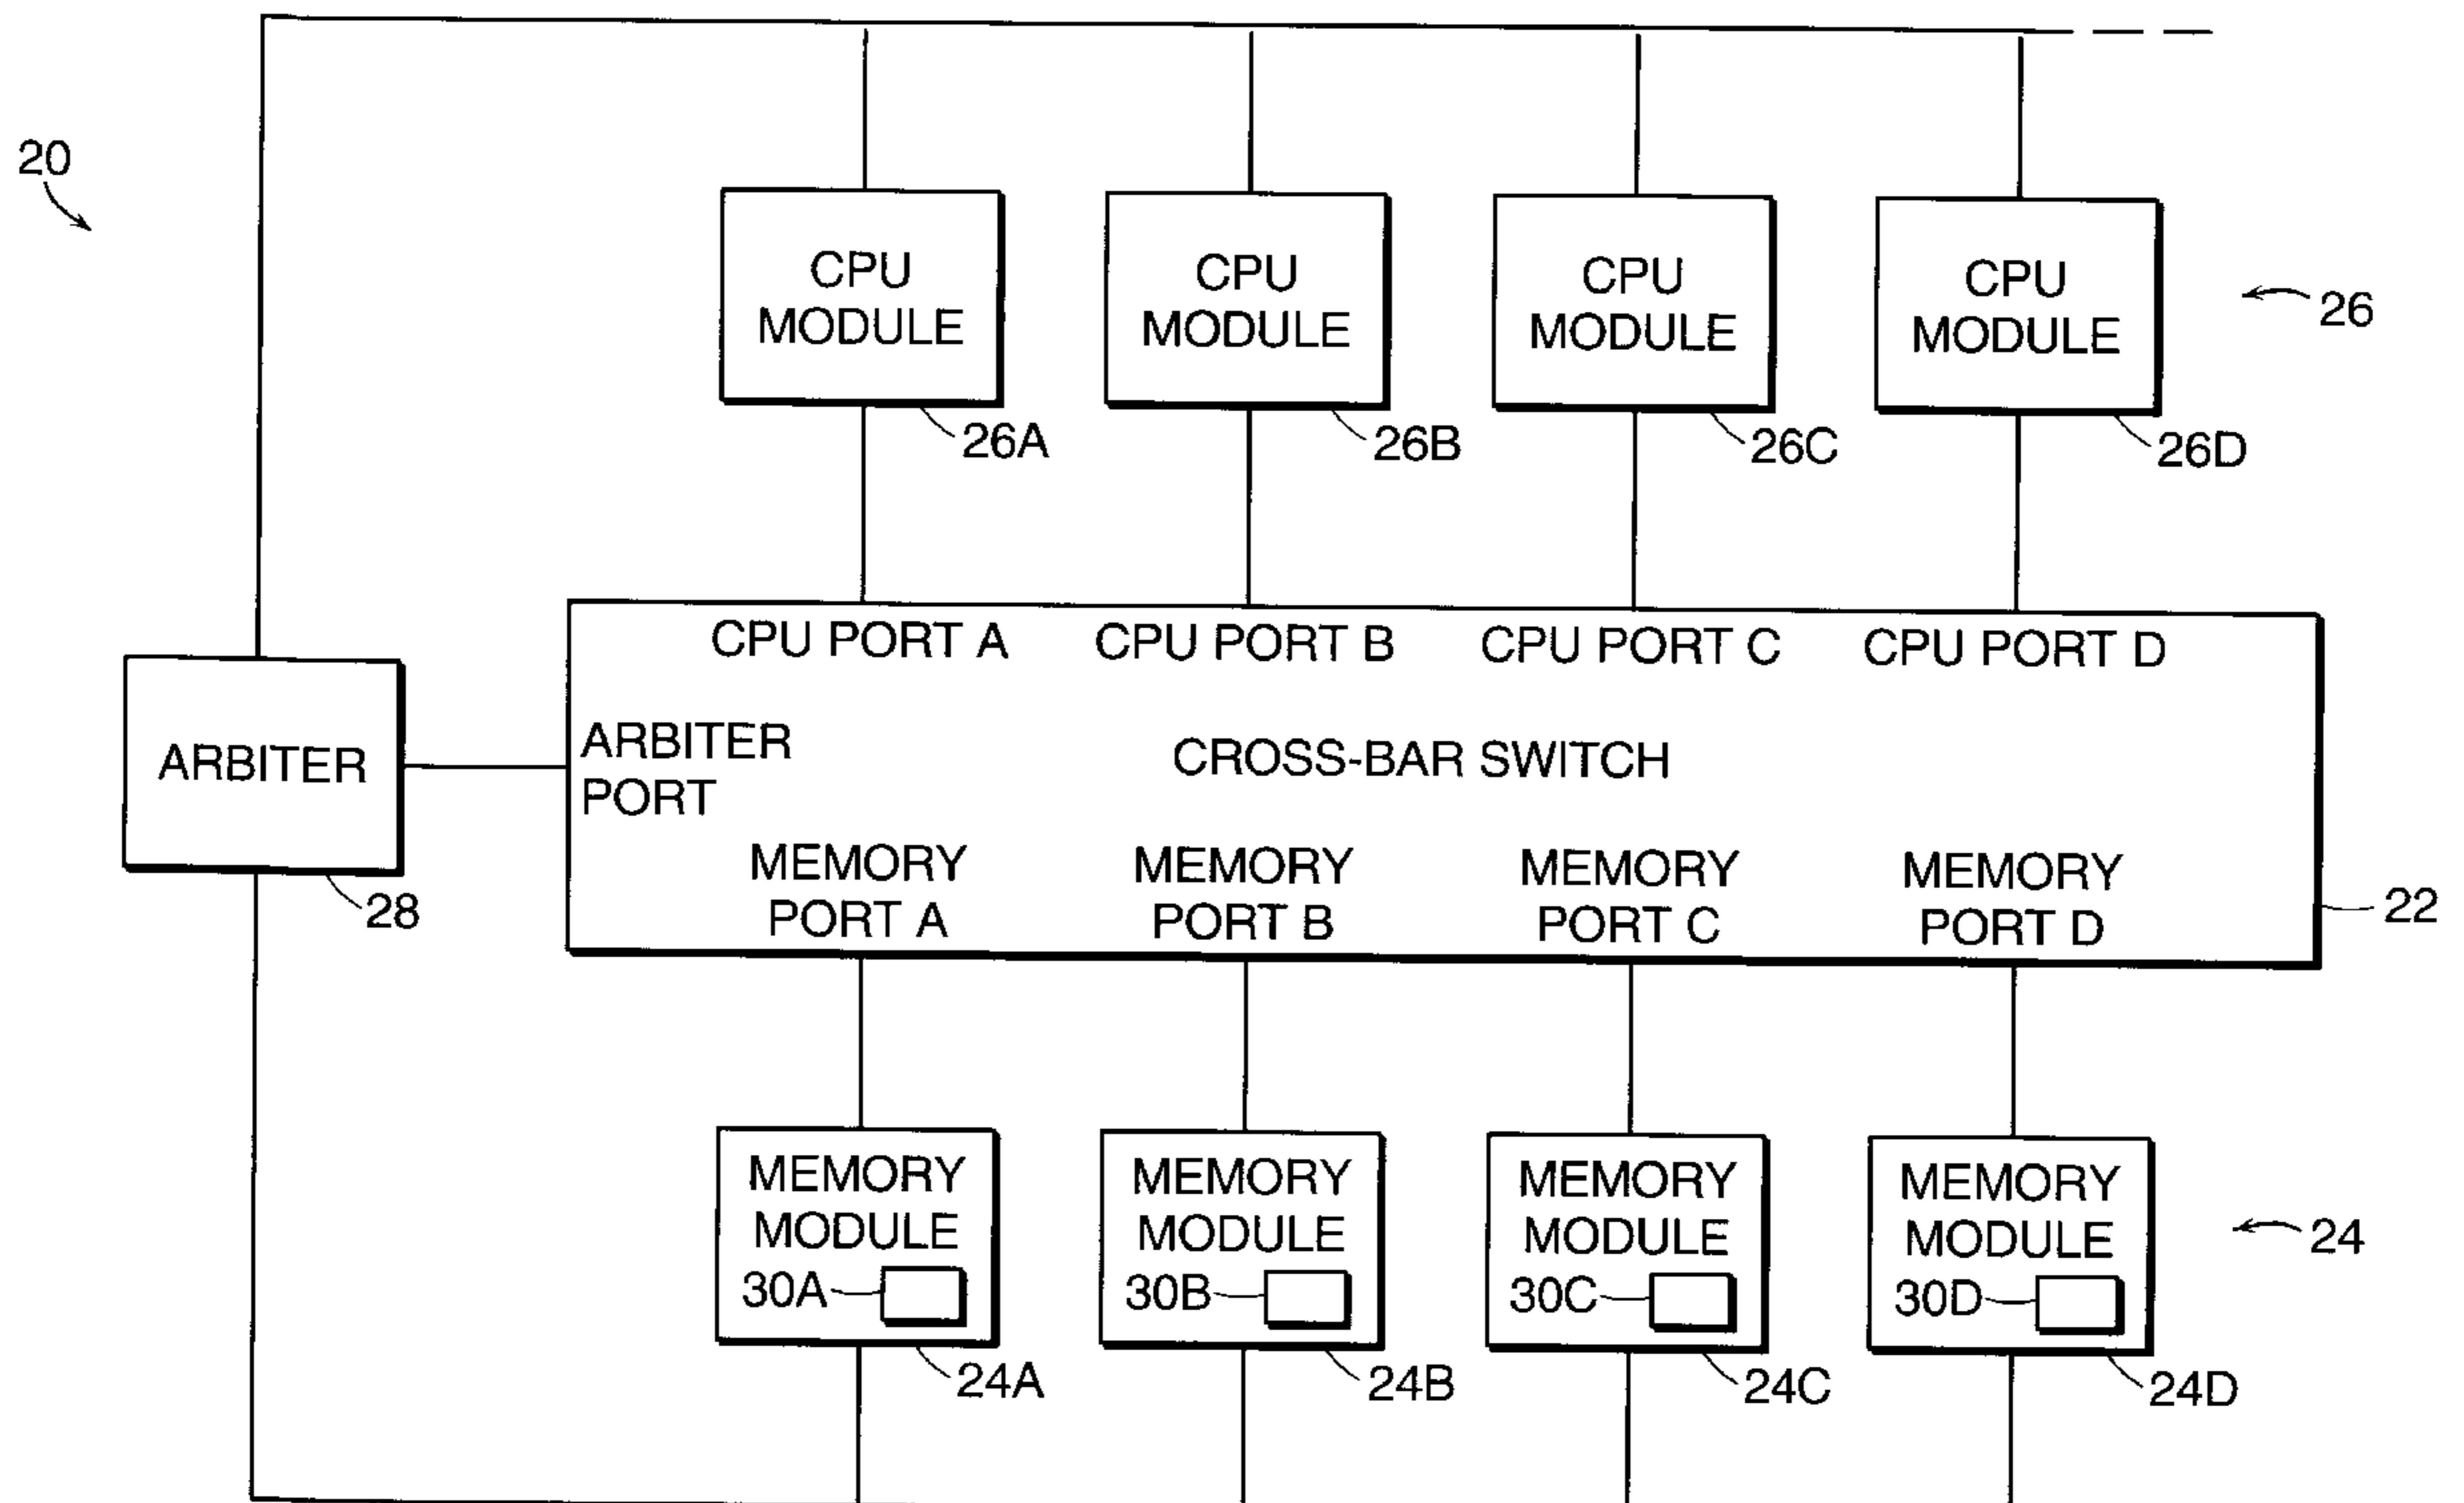 20
CPU
MODULE
CPU
MODULE
CPU
MODULE
CPU
MODULE
26
26A
26B
26C
26D
CPU PORT A
CPU PORT B
CPU PORT C
CPU PORT D
ARBITER
28
ARBITER
PORT
CROSS-BAR SWITCH
MEMORY
PORT A
MEMORY
PORT B
MEMORY
PORT C
MEMORY
PORT D
22
MEMORY
MODULE
30A
MEMORY
MODULE
30B
MEMORY
MODULE
30C
MEMORY
MODULE
30D
24
24A
24B
24C
24D